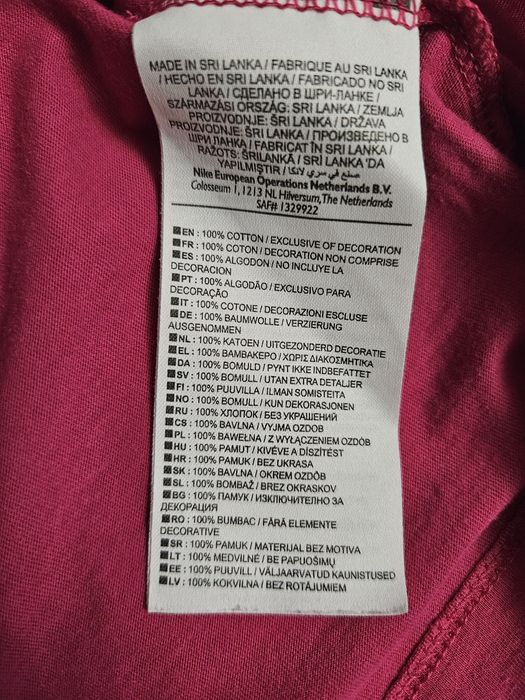 MADE IN SRI LANKA / FABRIQUE AU SRI LANKA
/ HECHO EN SRI LANKA / FABRICADO NO SRI
LANKA / СДЕЛАНО В ШРИ-ЛАНКЕ /
SZÁRMAZÁSI ORSZÁG: SRI LANKA / ZEMLJA
PROIZVODNJE: ŠRI LANKA / DRŽAVA
PROIZVODNJE: ŠRI LANKA / ПРОИЗВЕДЕНО В
ШРИ ЛАНКА / FABRICAT ÎN SRI LANKA /
RAŽOTS: ŠRILANKĀ / SRI LANKA 'DA
YAPILMIŞTIR / صنع في سري لانكا
Nike European Operations Netherlands B.V.
Colosseum 1, 1213 NL Hilversum, The Netherlands
SAF# 1329922
EN : 100% COTTON / EXCLUSIVE OF DECORATION
FR : 100% COTON / DECORATION NON COMPRISE
ES : 100% ALGODON / NO INCLUYE LA
DECORACION
PT : 100% ALGODÃO / EXCLUSIVO PARA
DECORAÇÃO
IT : 100% COTONE / DECORAZIONI ESCLUSE
DE : 100% BAUMWOLLE / VERZIERUNG
AUSGENOMMEN
NL : 100% KATOEN / UITGEZONDERD DECORATIE
EL : 100% ΒΑΜΒΑΚΕΡΟ / ΧΩΡΙΣ ΔΙΑΚΟΣΜΗΤΙΚΑ
DA : 100% BOMULD / PYNT IKKE INDBEFATTET
SV : 100% BOMULL / UTAN EXTRA DETALJER
FI : 100% PUUVILLA / ILMAN SOMISTEITA
NO : 100% BOMULL / KUN DEKORASJONEN
RU : 100% ХЛОПОК / БЕЗ УКРАШЕНИЙ
CS : 100% BAVLNA / VYJMA OZDOB
PL : 100% BAWEŁNA / Z WYŁĄCZENIEM OZDÓB
HU : 100% PAMUT / KIVÉVE A DÍSZÍTÉST
HR : 100% PAMUK / BEZ UKRASA
SK : 100% BAVLNA / OKREM OZDÔB
SL : 100% BOMBAŽ / BREZ OKRASKOV
BG : 100% ПАМУК / ИЗКЛЮЧИТЕЛНО ЗА
ДЕКОРАЦИЯ
RO : 100% BUMBAC / FĂRĂ ELEMENTE
DECORATIVE
SR : 100% PAMUK / MATERIJAL BEZ MOTIVA
LT : 100% MEDVILNĖ / BE PAPUOŠIMŲ
EE : 100% PUUVILL / VÄLJAARVATUD KAUNISTUSED
LV : 100% KOKVILNA / BEZ ROTĀJUMIEM